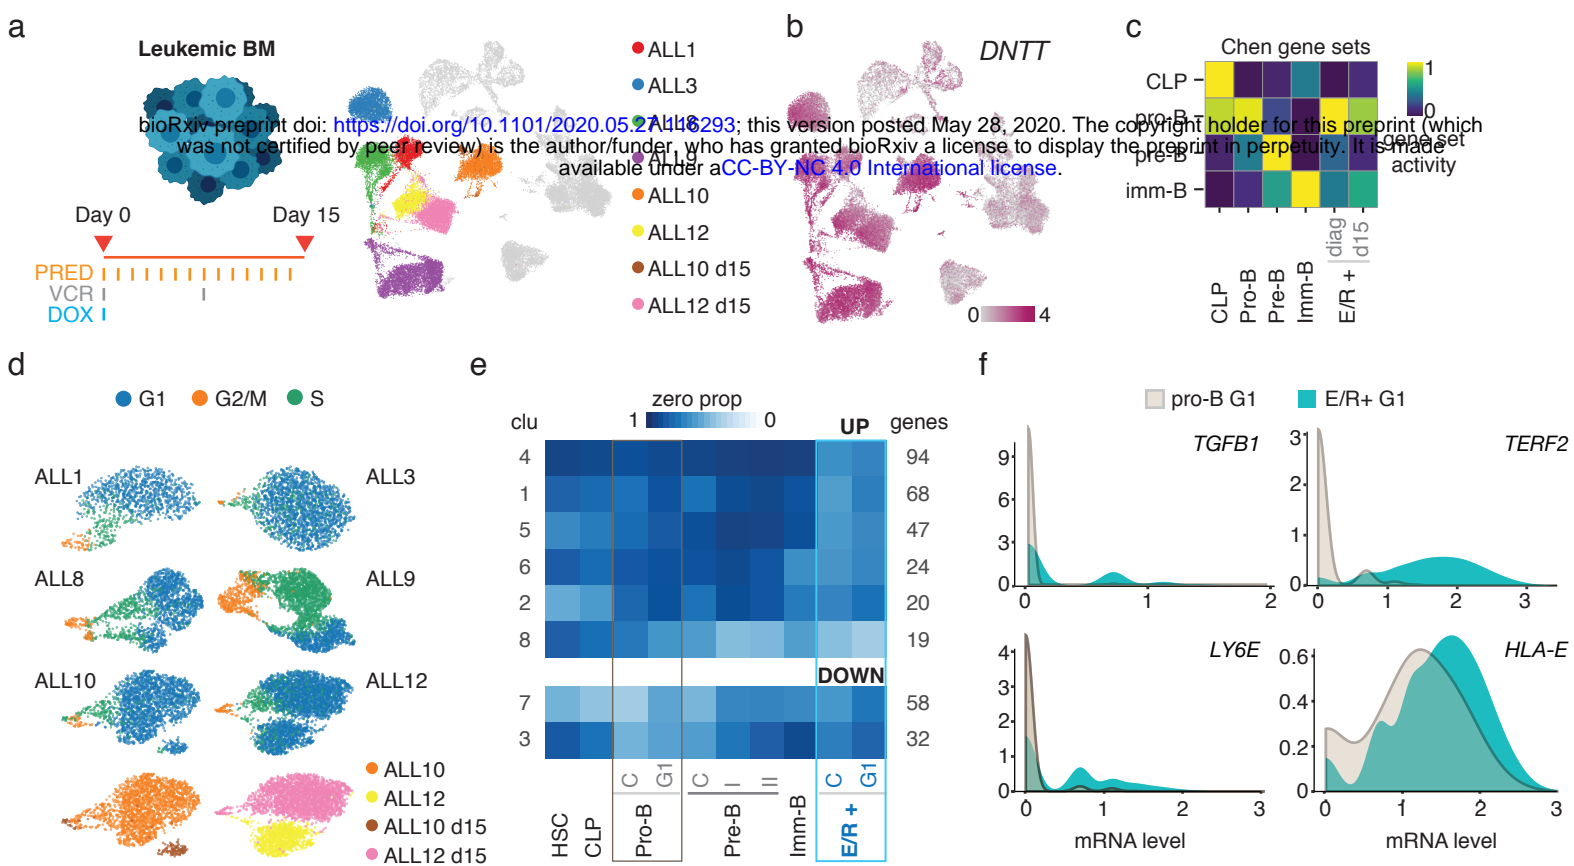 a
Leukemic BM
Day 0
Day 15
PRED
VCR
DOX
ALL1
ALL3
ALL8
ALL9
ALL10
ALL12
ALL10 d15
ALL12 d15
b
DNTT
0
4
c
Chen gene sets
CLP
pro-B
pre-B
imm-B
1
0
gene set
activity
CLP
Pro-B
Pre-B
Imm-B
diag
d15
E/R +
bioRxiv preprint doi: https://doi.org/10.1101/2020.05.27.116293; this version posted May 28, 2020. The copyright holder for this preprint (which
was not certified by peer review) is the author/funder, who has granted bioRxiv a license to display the preprint in perpetuity. It is made
available under aCC-BY-NC 4.0 International license.
d
G1
G2/M
S
ALL1
ALL3
ALL8
ALL9
ALL10
ALL12
ALL10
ALL12
ALL10 d15
ALL12 d15
e
zero prop
1
0
clu
UP
genes
4
94
1
68
5
47
6
24
2
20
8
19
DOWN
7
58
3
32
C
G1
C
I
II
C
G1
HSC
CLP
Pro-B
Pre-B
Imm-B
E/R +
f
pro-B G1
E/R+ G1
TGFB1
9
6
3
0
0
1
2
TERF2
3
2
1
0
0
1
2
3
LY6E
4
3
2
1
0
0
1
2
3
mRNA level
HLA-E
0.6
0.4
0.2
0
0
1
2
3
mRNA level